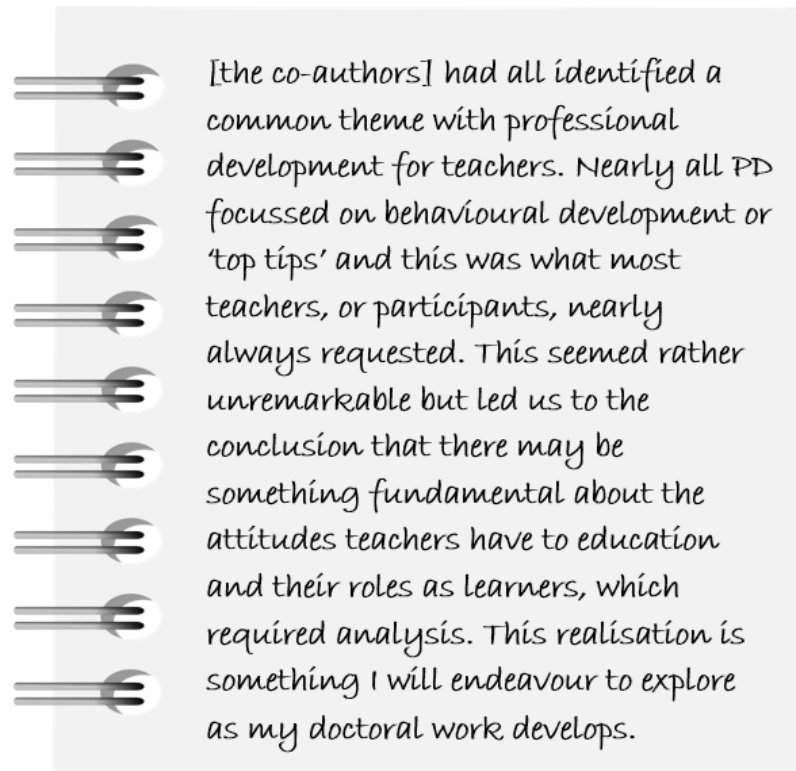 [the co-authors] had all identified a
common theme with professional
development for teachers. Nearly all PD
focussed on behavioural development or
‘top tips’ and this was what most
teachers, or participants, nearly
always requested. This seemed rather
unremarkable but led us to the
conclusion that there may be
something fundamental about the
attitudes teachers have to education
and their roles as learners, which
required analysis. This realisation is
something I will endeavour to explore
as my doctoral work develops.